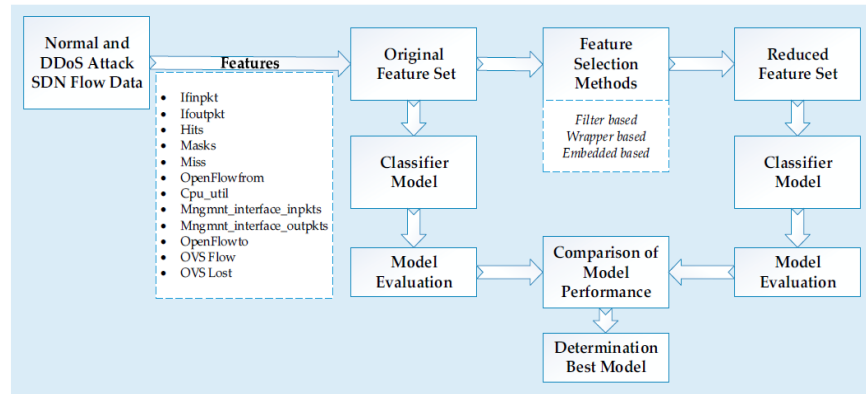 Normal and
DDoS Attack
SDN Flow Data
Features
• Ifinpkt
• Ifoutpkt
• Hits
• Masks
• Miss
• OpenFlowfrom
• Cpu_util
• Mngmnt_interface_inpkts
• Mngmnt_interface_outpkts
• OpenFlowto
• OVS Flow
• OVS Lost
Original
Feature Set
Feature
Selection
Methods
Filter based
Wrapper based
Embedded based
Reduced
Feature Set
Classifier
Model
Classifier
Model
Model
Evaluation
Comparison of
Model
Performance
Model
Evaluation
Determination
Best Model